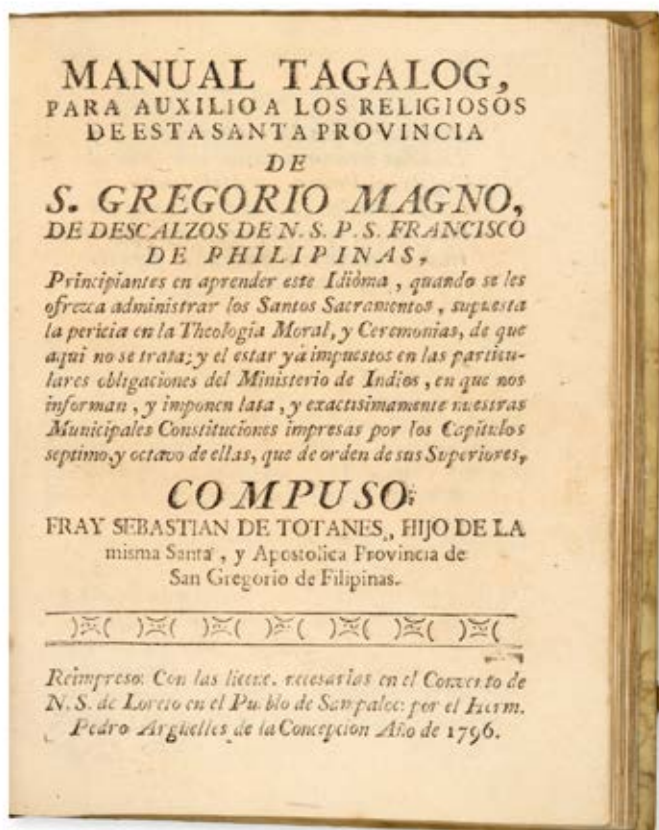 MANUAL TAGALOG,
PARA AUXILIO A LOS RELIGIOSOS
DE ESTA SANTA PROVINCIA
DE
S. GREGORIO MAGNO,
DE DESCALZOS DE N. S. P. S. FRANCISCO
DE PHILIPINAS,
Principiantes en aprender este Idiòma, quando se les
ofrezca administrar los Santos Sacramentos, supuesta
la pericia en la Theologia Moral, y Ceremonias, de que
aqui no se trata; y el estar yà impuestos en las particu-
lares obligaciones del Ministerio de Indios, en que nos
informan, y imponen lata, y exactisimamente nuestras
Municipales Constituciones impresas por los Capitulos
septimo, y octavo de ellas, que de orden de sus Superiores,
COMPUSO:
FRAY SEBASTIAN DE TOTANES, HIJO DE LA
misma Santa, y Apostolica Provincia de
San Gregorio de Filipinas.
Reimpreso: Con las licenc. necesarias en el Convento de
N. S. de Loreto en el Pueblo de Sampaloc: por el Herm.
Pedro Argüelles de la Concepcion Año de 1796.